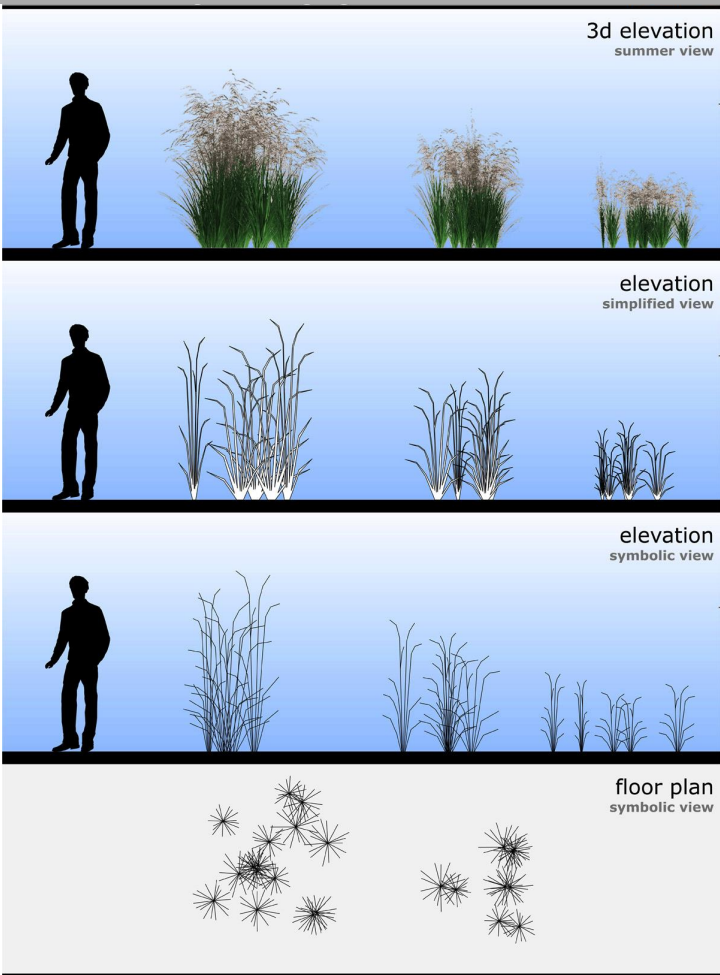 3d elevation
summer view
elevation
simplified view
elevation
symbolic view
floor plan
symbolic view